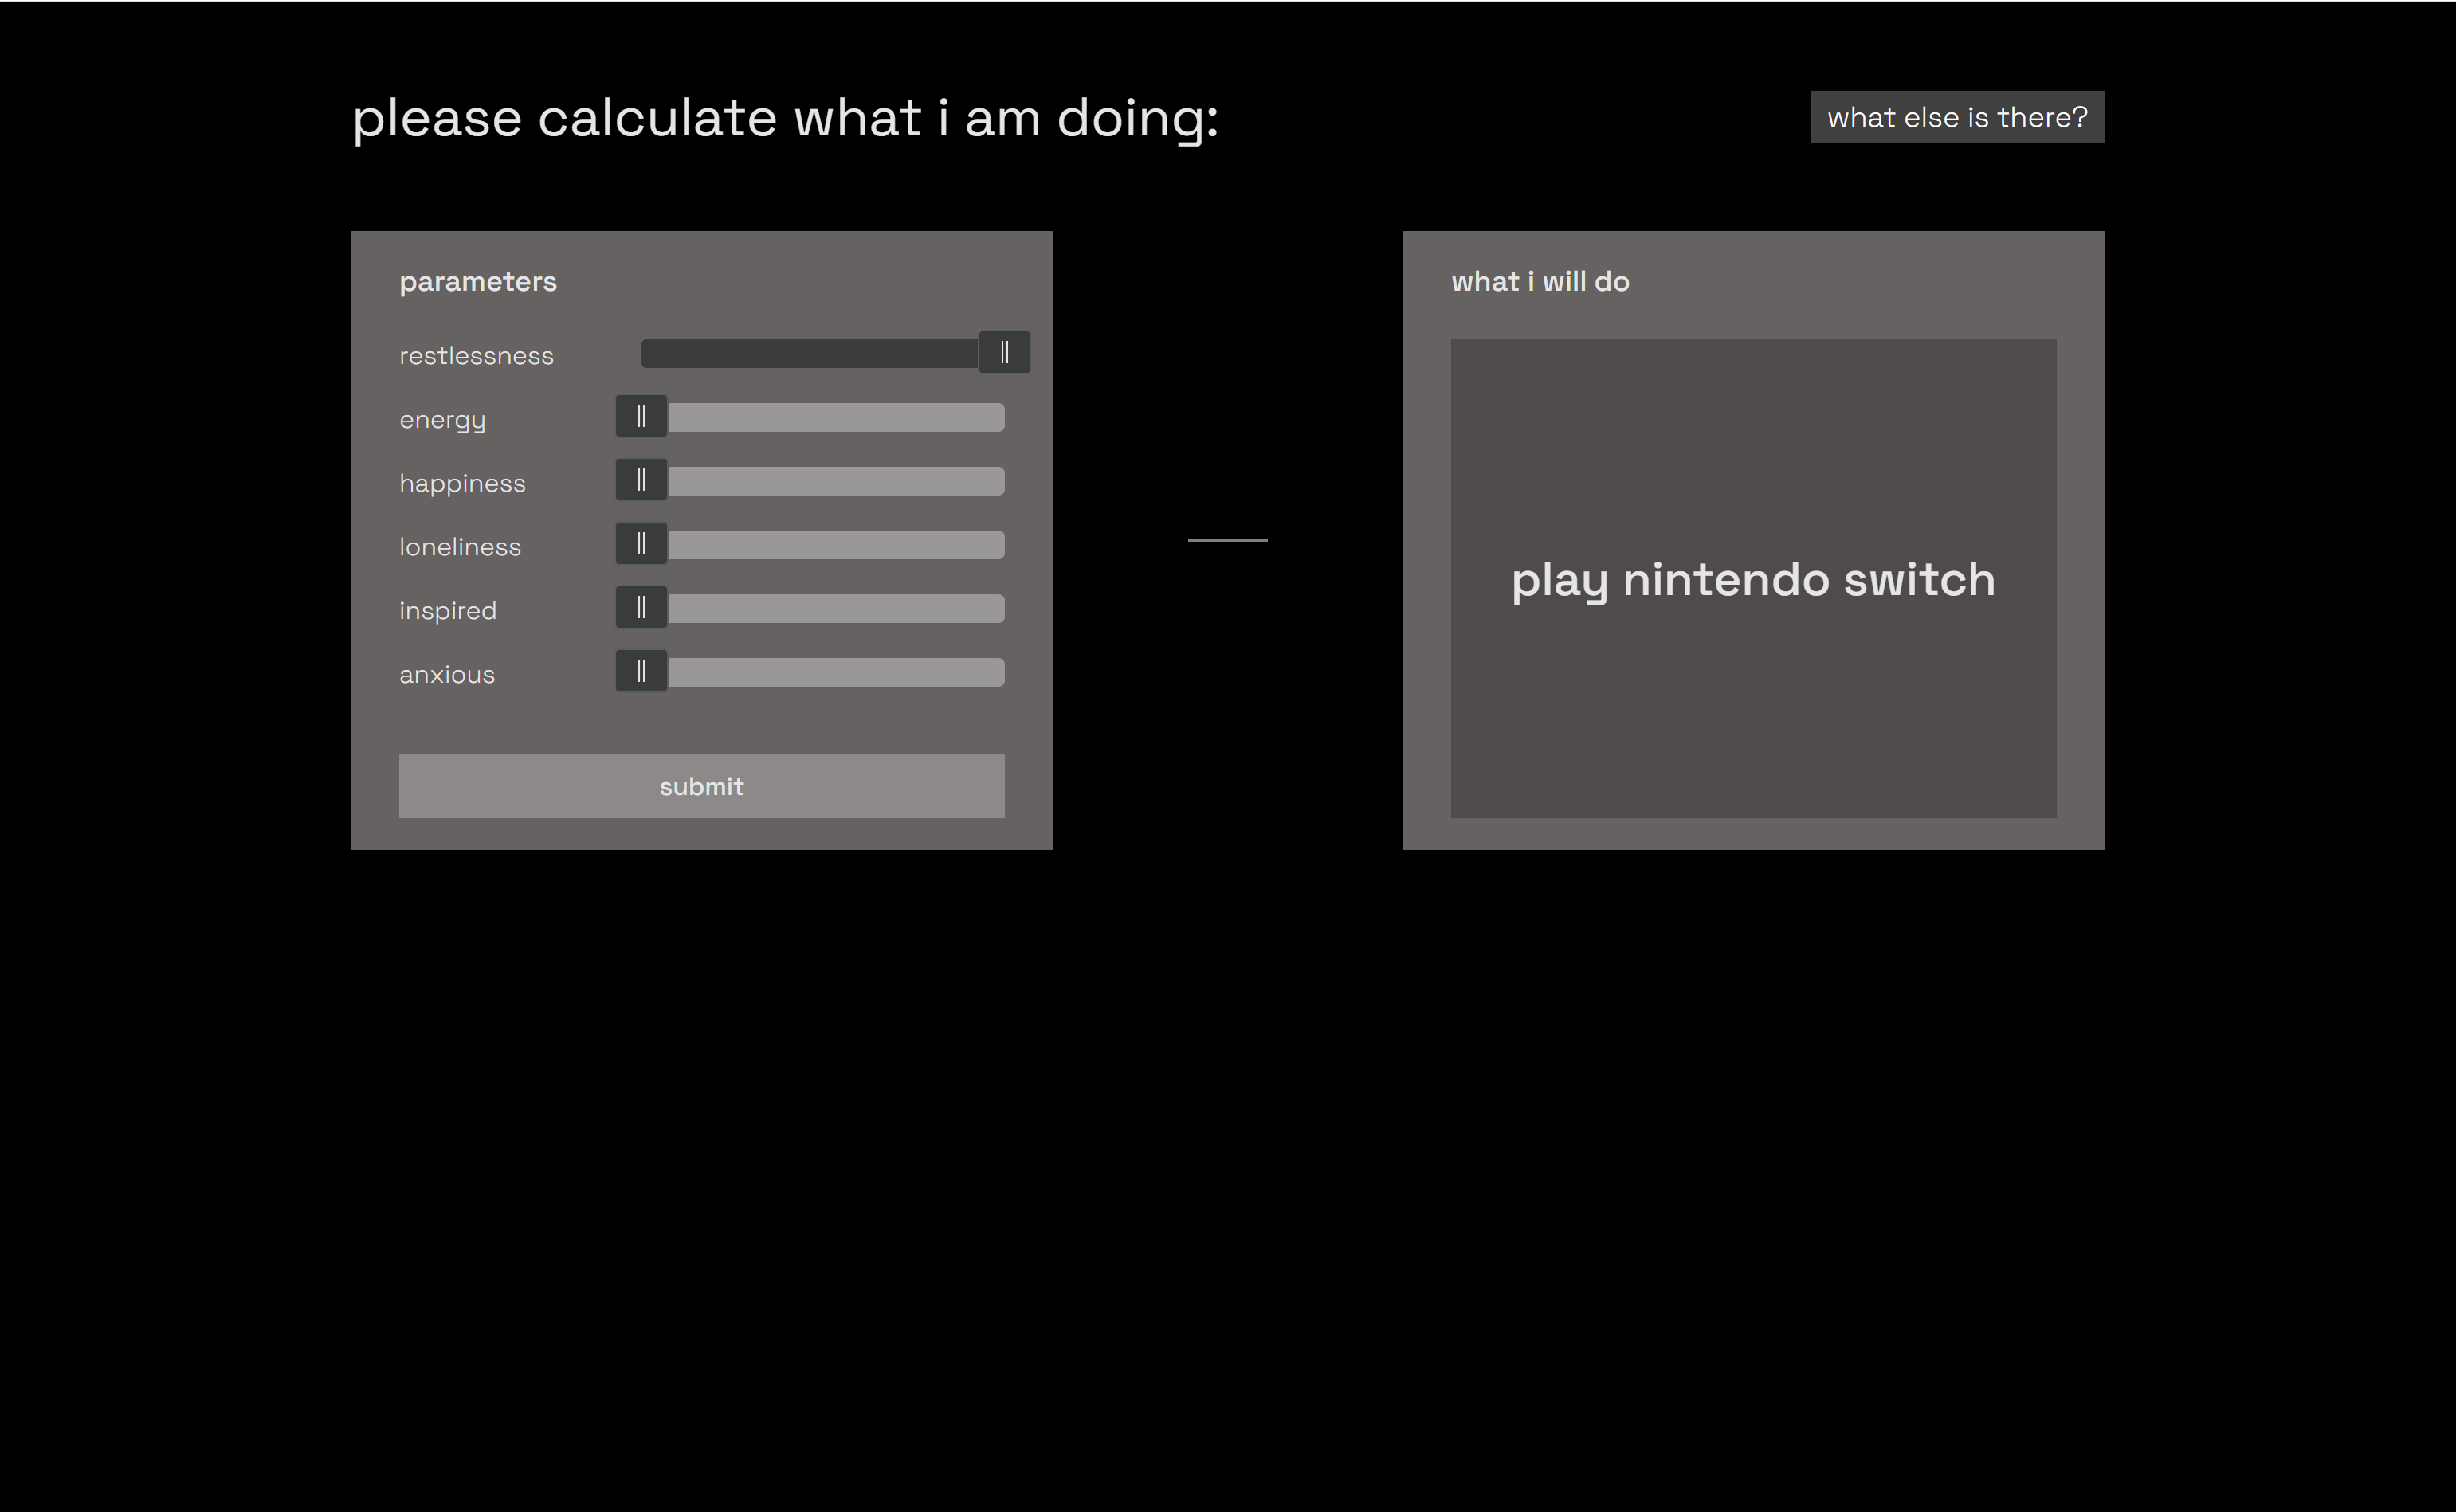 please calculate what i am doing:
what else is there?
parameters
restlessness
energy
happiness
loneliness
inspired
anxious
submit
what i will do
play nintendo switch